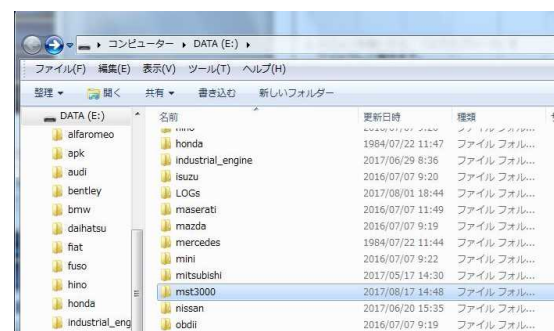 コンピューター ▸ DATA (E:) ▸
ファイル(F) 編集(E) 表示(V) ツール(T) ヘルプ(H)
整理 ▼ 開く 共有 ▼ 書き込む 新しいフォルダー
DATA (E:)
alfaromeo
apk
audi
bentley
bmw
daihatsu
fiat
fuso
hino
honda
industrial_eng
名前 更新日時 種類
honda 1984/07/22 11:47 ファイル フォル...
industrial_engine 2017/06/29 8:36 ファイル フォル...
isuzu 2016/07/07 9:20 ファイル フォル...
LOGs 2017/08/01 18:44 ファイル フォル...
maserati 2016/07/07 11:49 ファイル フォル...
mazda 2016/07/07 9:19 ファイル フォル...
mercedes 1984/07/22 11:44 ファイル フォル...
mini 2016/07/07 9:22 ファイル フォル...
mitsubishi 2017/05/17 14:30 ファイル フォル...
mst3000 2017/08/17 14:48 ファイル フォル...
nissan 2017/06/20 15:35 ファイル フォル...
obdii 2016/07/07 9:19 ファイル フォル...